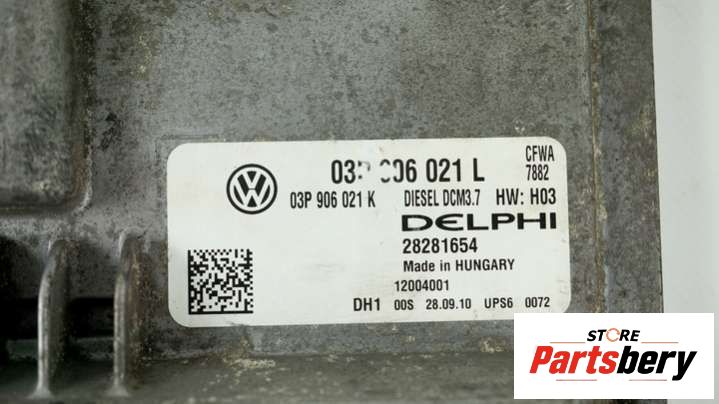 03P 906 021 L CFWA
7882
03P 906 021 K DIESEL DCM3.7 HW: H03
DELPHI
28281654
Made in HUNGARY
12004001
DH1 00S 28.09.10 UPS6 0072
STORE
Partsbery